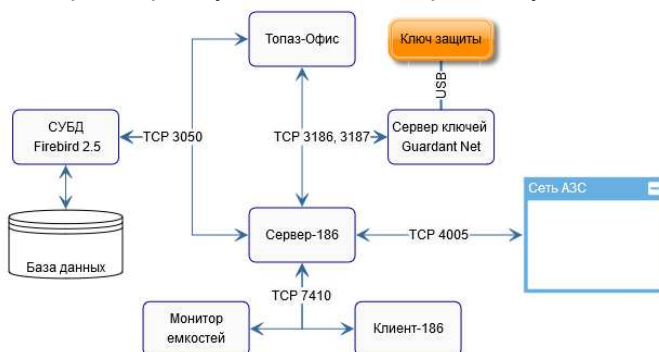 Топаз-Офис
Ключ защиты
USB
СУБД
Firebird 2.5
TCP 3050
TCP 3186, 3187
Сервер ключей
Guardant Net
Сеть АЗС
База данных
Сервер-186
TCP 4005
TCP 7410
Монитор
емкостей
Клиент-186